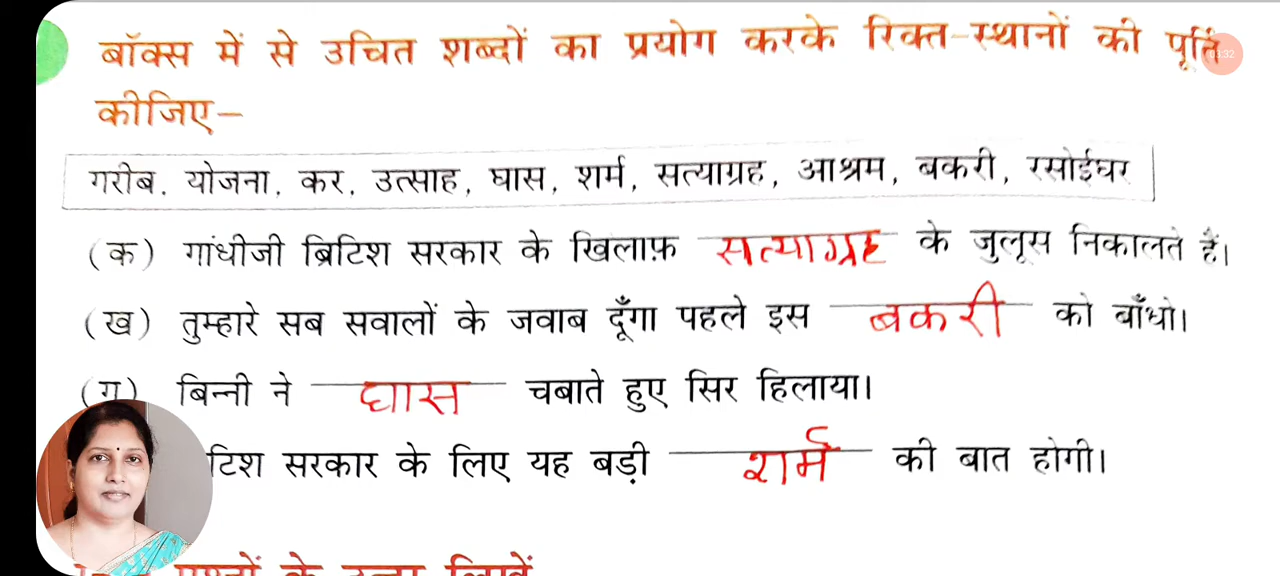 बॉक्स में से उचित शब्दों का प्रयोग करके रिक्त-स्थानों की पूर्ति
कीजिए–
गरीब, योजना, कर, उत्साह, घास, शर्म, सत्याग्रह, आश्रम, बकरी, रसोईघर
(क) गांधीजी ब्रिटिश सरकार के खिलाफ़ सत्याग्रह के जुलूस निकालते हैं।
(ख) तुम्हारे सब सवालों के जवाब दूँगा पहले इस बकरी को बाँधो।
(ग) बिन्नी ने घास चबाते हुए सिर हिलाया।
टिश सरकार के लिए यह बड़ी शर्म की बात होगी।